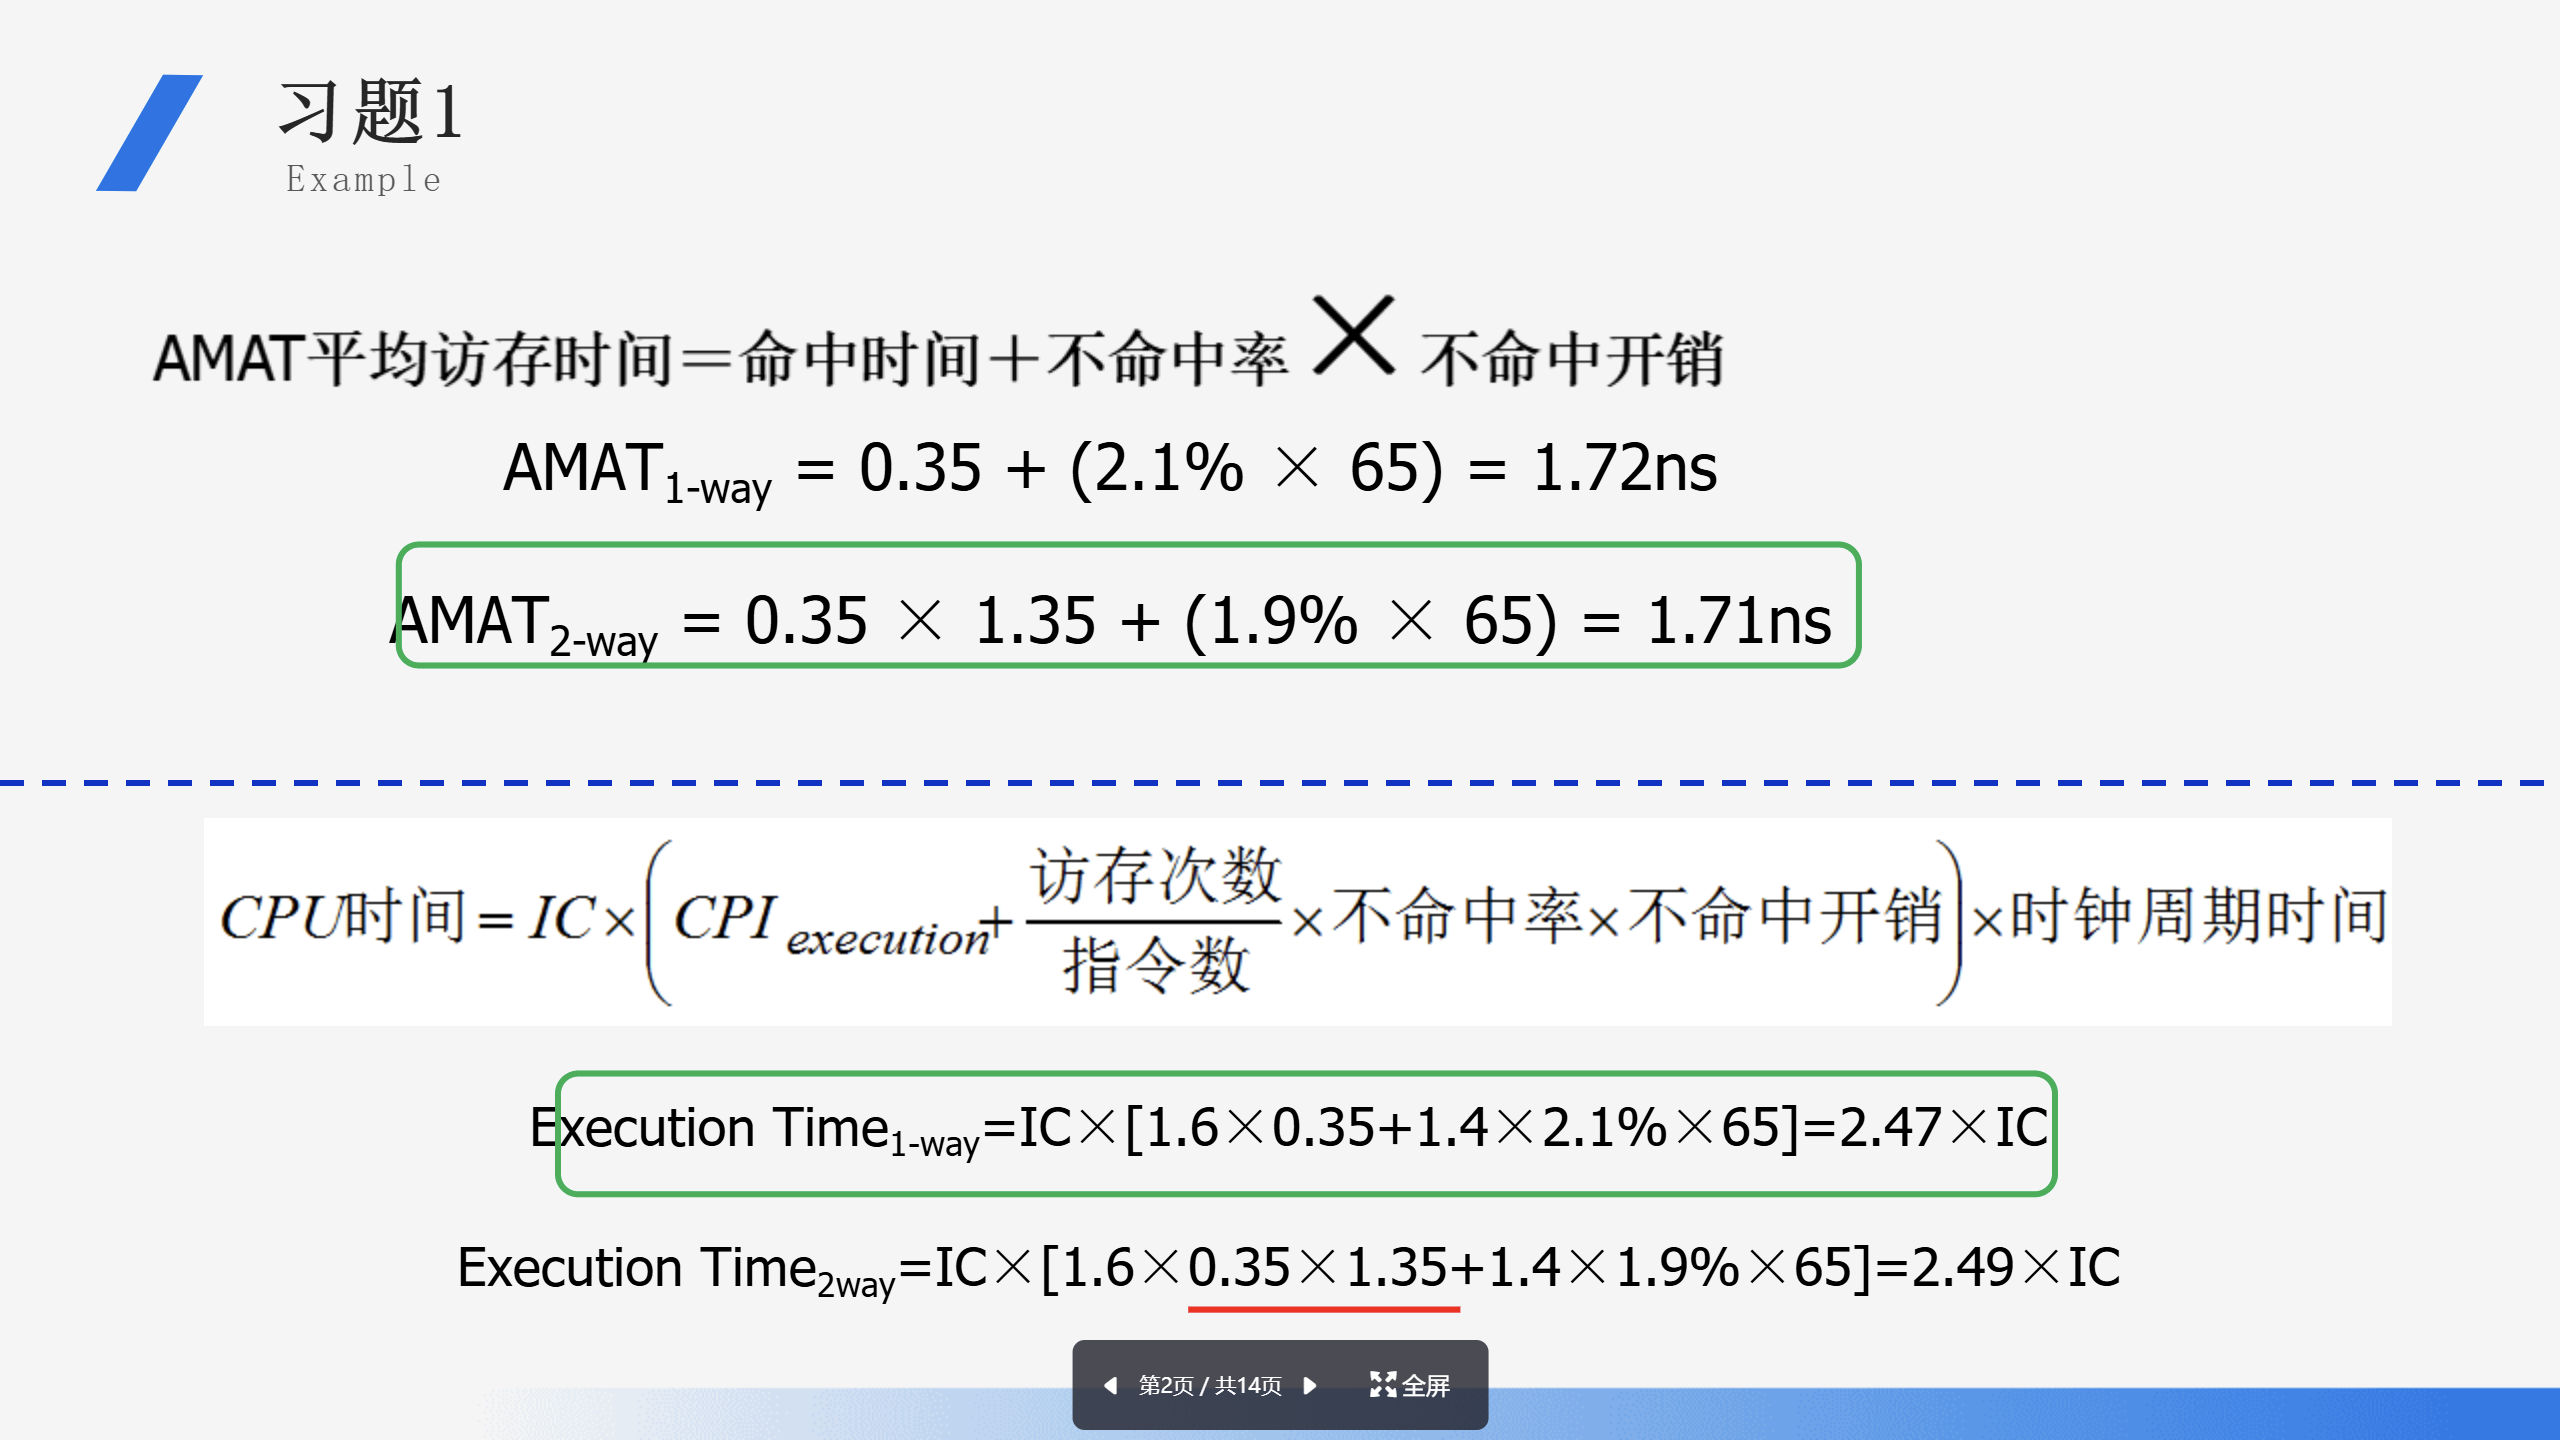 习题1
Example
AMAT平均访存时间＝命中时间＋不命中率 × 不命中开销
AMAT1-way = 0.35 + (2.1% × 65) = 1.72ns
AMAT2-way = 0.35 × 1.35 + (1.9% × 65) = 1.71ns
CPU时间 = IC × (CPI execution + 访存次数/指令数 × 不命中率 × 不命中开销) × 时钟周期时间
Execution Time1-way=IC×[1.6×0.35+1.4×2.1%×65]=2.47×IC
Execution Time2way=IC×[1.6×0.35×1.35+1.4×1.9%×65]=2.49×IC
第2页 / 共14页 全屏